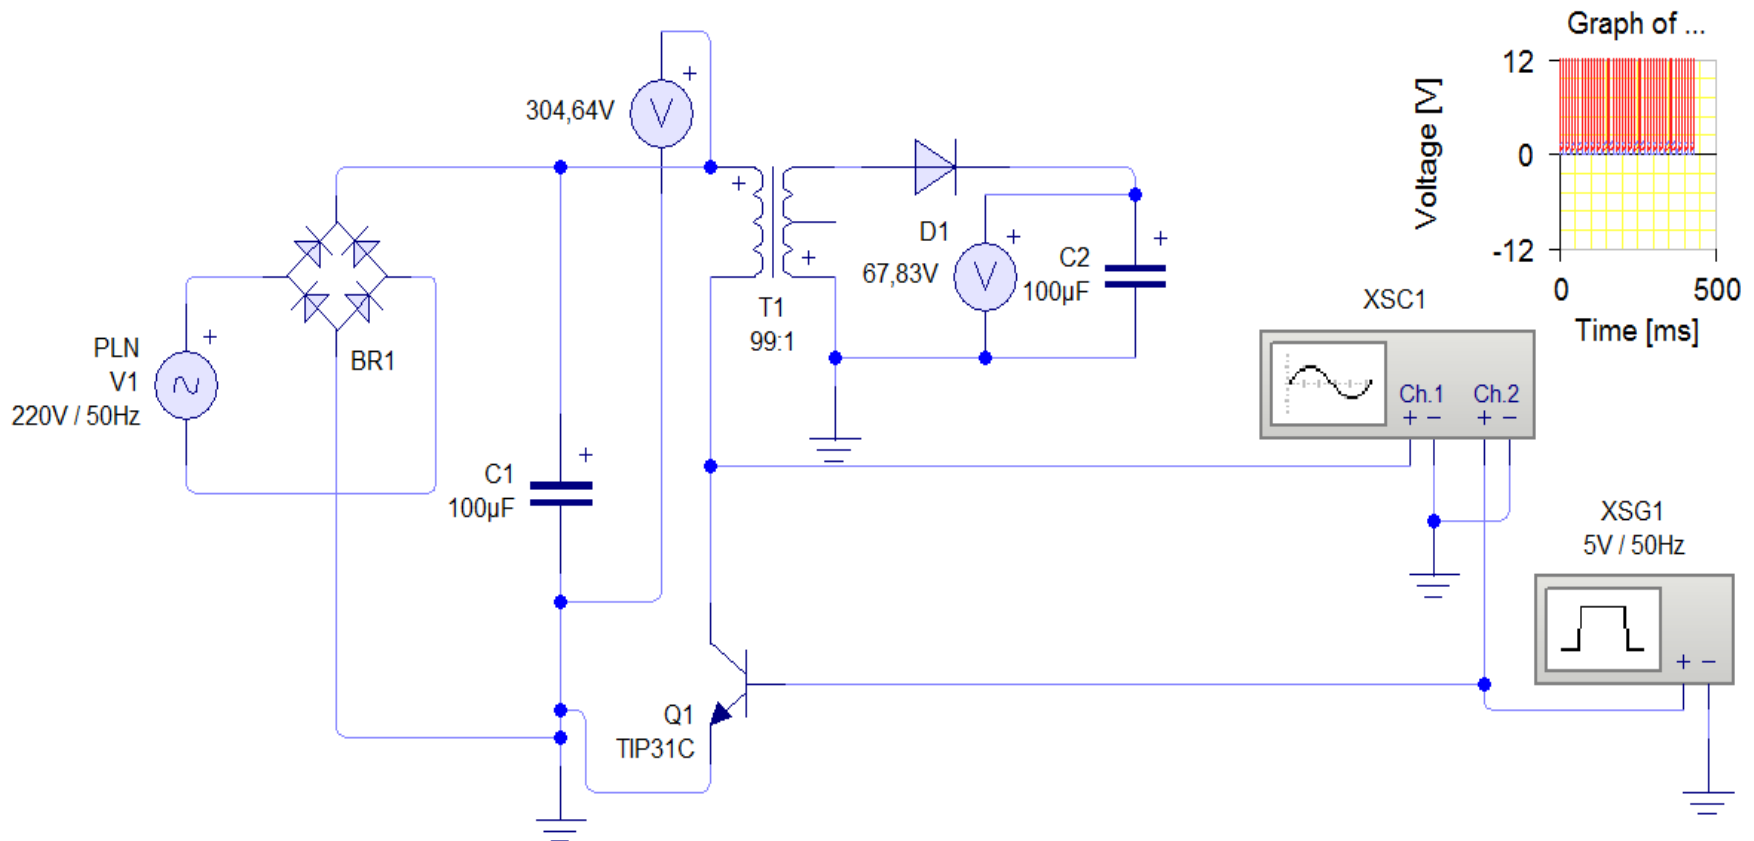 Graph of ...
12
0
-12
Voltage [V]
0
500
Time [ms]
304,64V
+
+
+
D1
67,83V
+
C2
100µF
+
T1
99:1
XSC1
Ch.1
Ch.2
+ − + −
PLN
V1
220V / 50Hz
+
BR1
C1
100µF
+
XSG1
5V / 50Hz
+ −
Q1
TIP31C